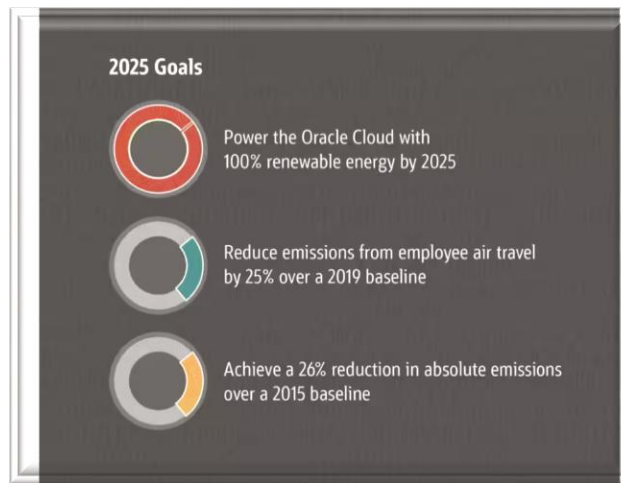 2025 Goals
Power the Oracle Cloud with
100% renewable energy by 2025
Reduce emissions from employee air travel
by 25% over a 2019 baseline
Achieve a 26% reduction in absolute emissions
over a 2015 baseline